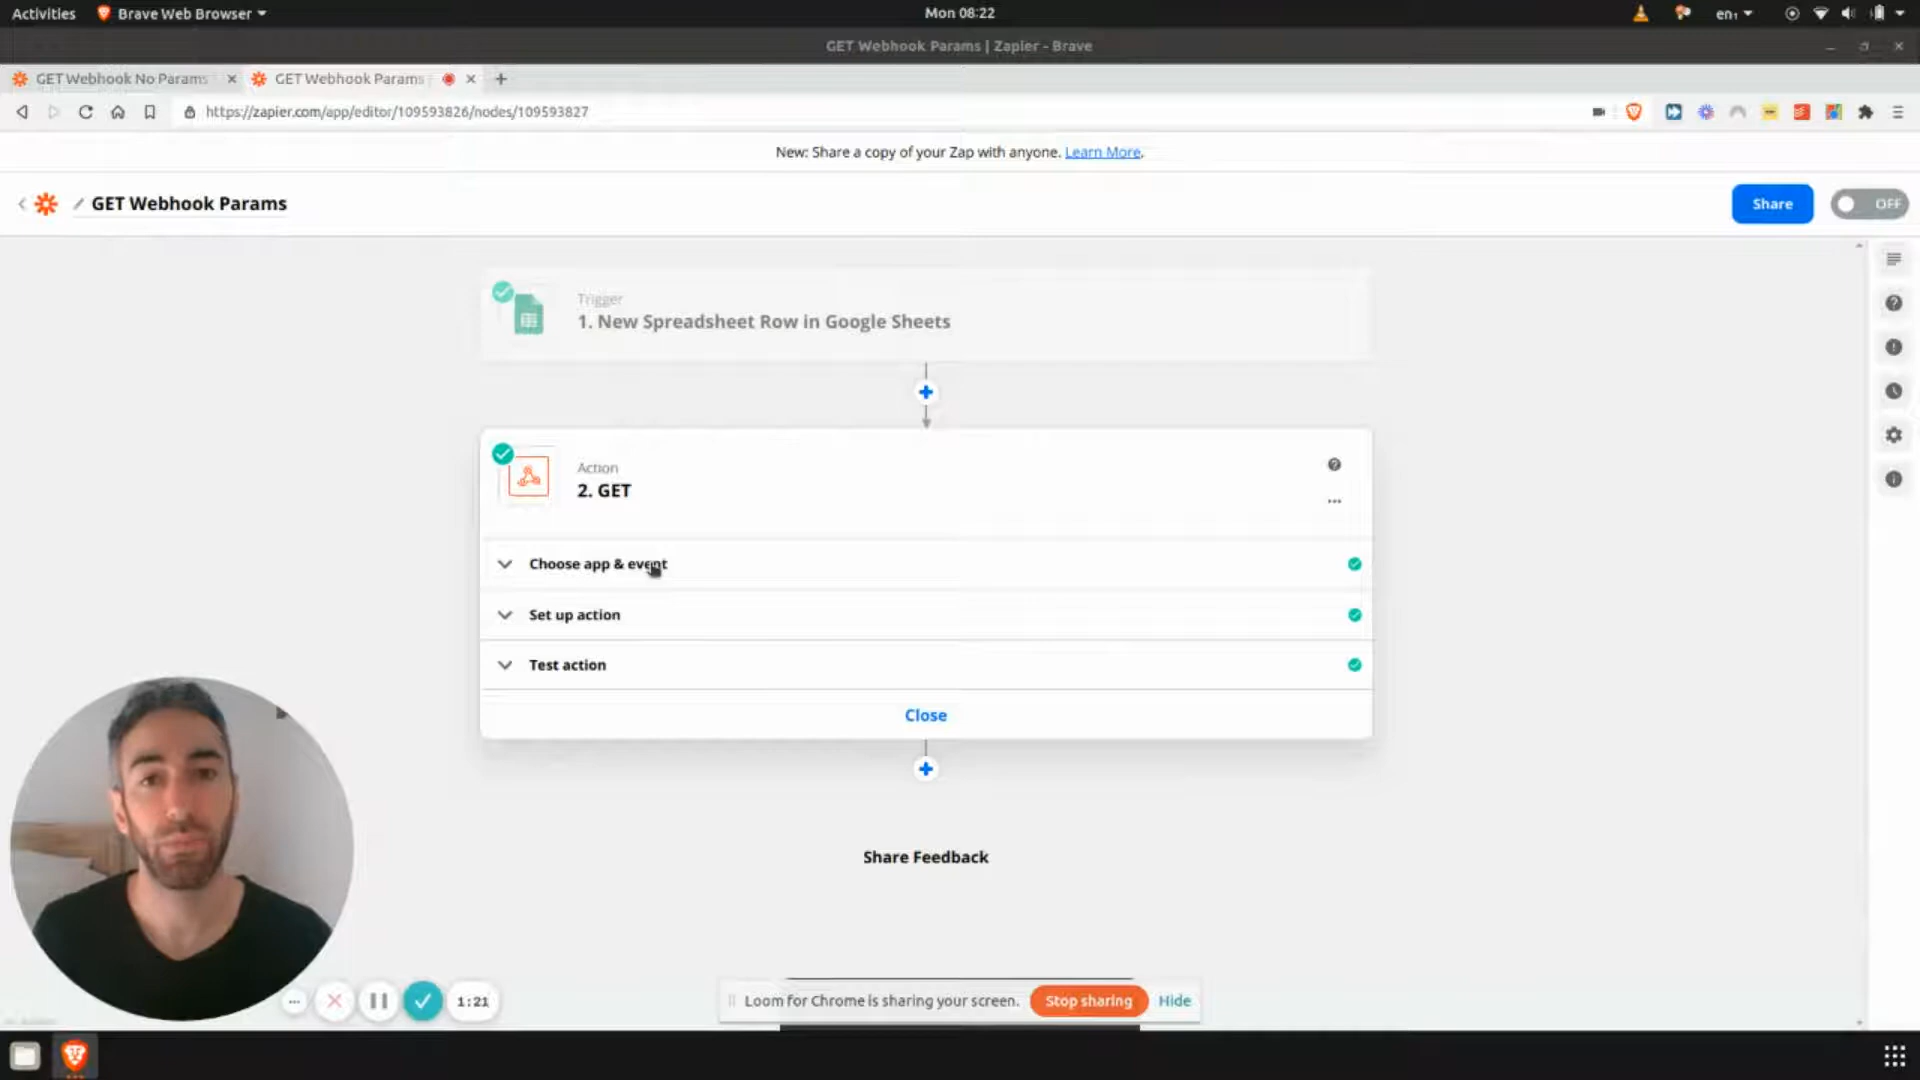 Activities
Brave Web Browser
Mon 08:22
en₁
GET Webhook Params | Zapier - Brave
GET Webhook No Params
GET Webhook Params
https://zapier.com/app/editor/109593826/nodes/109593827
New: Share a copy of your Zap with anyone. Learn More.
GET Webhook Params
Share
OFF
Trigger
1. New Spreadsheet Row in Google Sheets
Action
2. GET
Choose app & event
Set up action
Test action
Close
Share Feedback
1:21
Loom for Chrome is sharing your screen.
Stop sharing
Hide